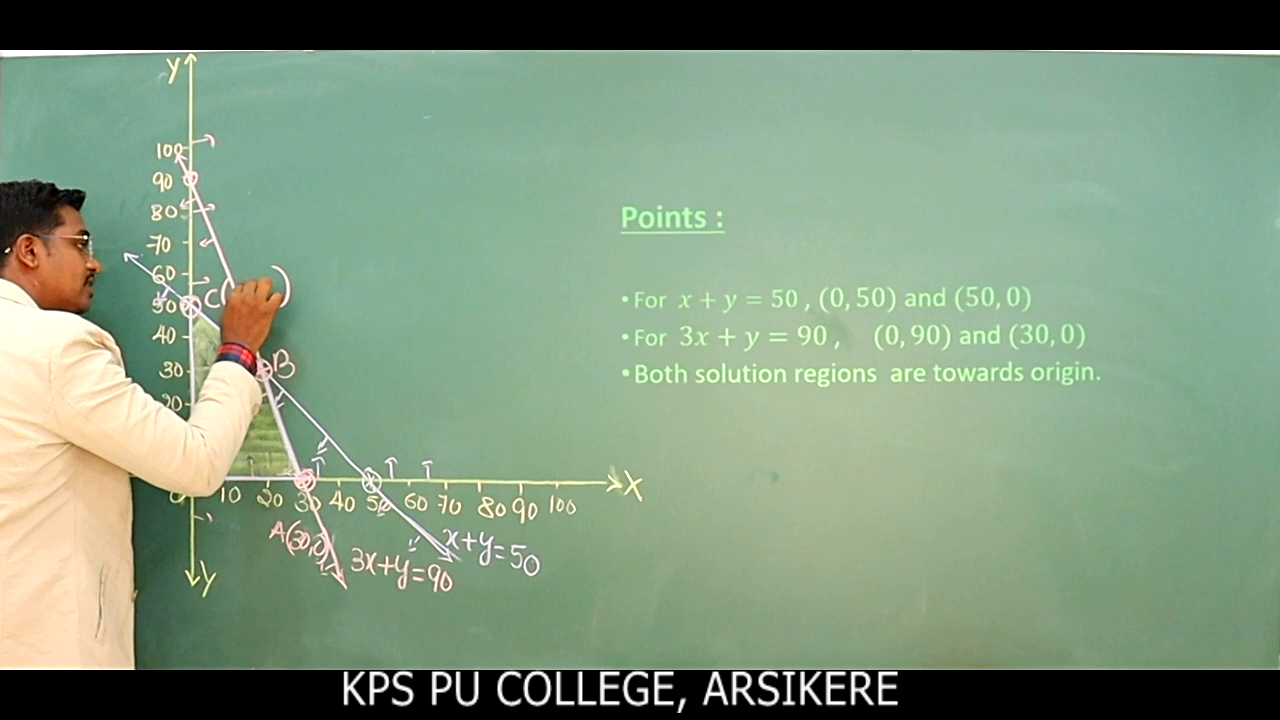 Y
100
90
80
70
60
50
40
30
20
C( )
B
10 20 30 40 50 60 70 80 90 100
X
A(30,0)
3x+y=90
x+y=50
Y
Points :
• For x + y = 50 , (0, 50) and (50, 0)
• For 3x + y = 90 , (0, 90) and (30, 0)
• Both solution regions are towards origin.
KPS PU COLLEGE, ARSIKERE